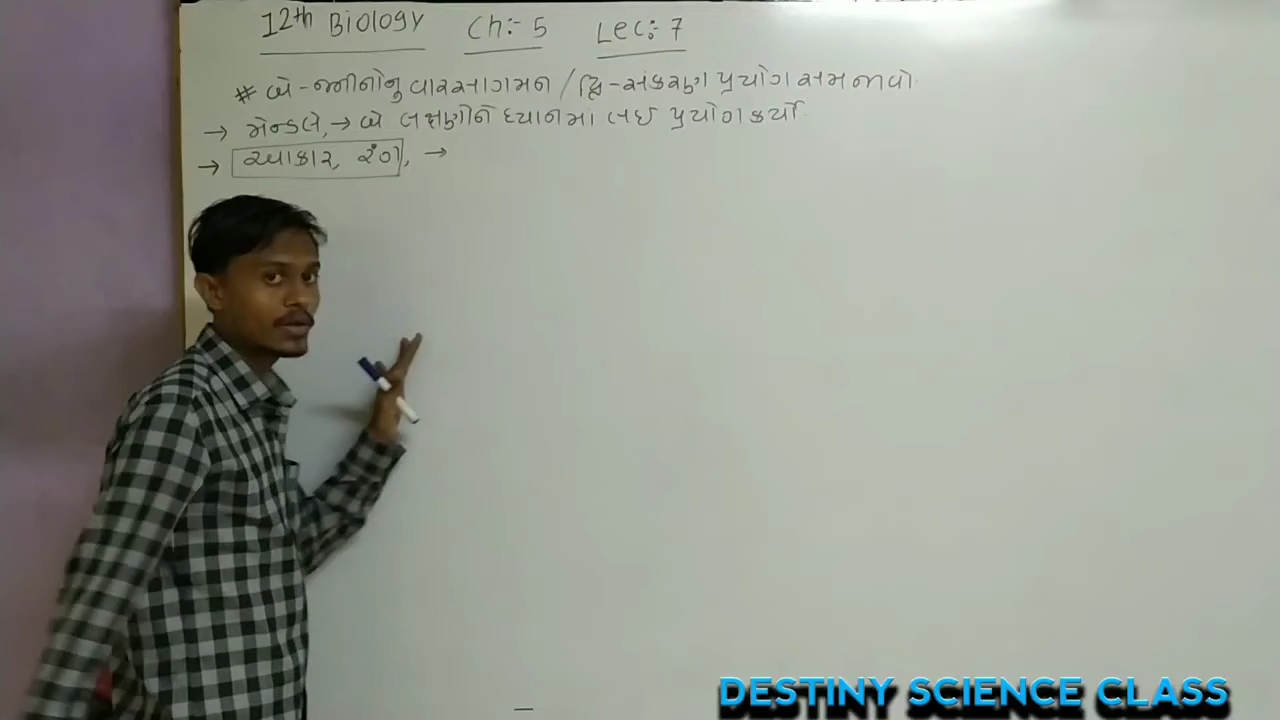 12th Biology Ch:- 5 Lec:- 7
# બે-જનીનોનુ વારસાગમન / દ્વિ-સંકરણ પ્રયોગ સમજાવો
→ મેન્ડલે, → બે લક્ષણોને ધ્યાનમાં લઈ પ્રયોગ કર્યો
→ આકાર, રંગ, →
DESTINY SCIENCE CLASS